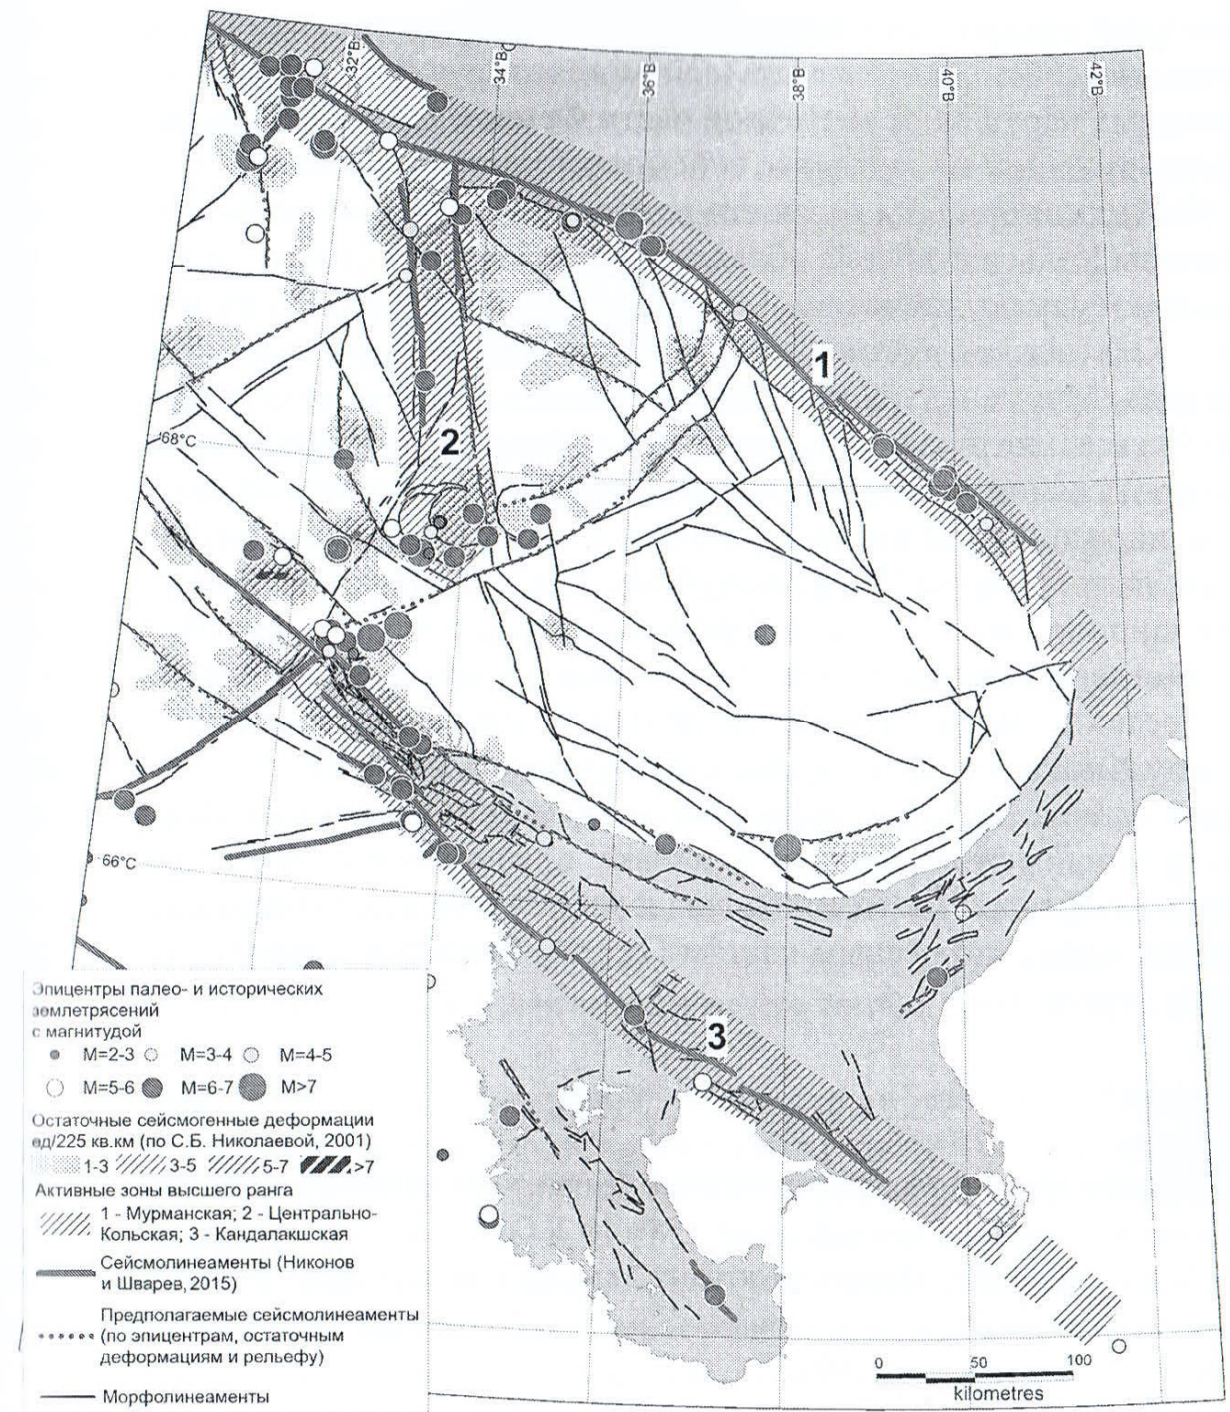 32°В
34°В
36°В
38°В
40°В
42°В
1
2
68°С
66°С
3
Эпицентры палео- и исторических
землетрясений
с магнитудой
М=2-3 М=3-4 М=4-5
М=5-6 М=6-7 М>7
Остаточные сейсмогенные деформации
ед/225 кв.км (по С.Б. Николаевой, 2001)
1-3 3-5 5-7 >7
Активные зоны высшего ранга
1 - Мурманская; 2 - Центрально-
Кольская; 3 - Кандалакшская
Сейсмолинеаменты (Никонов
и Шварев, 2015)
Предполагаемые сейсмолинеаменты
(по эпицентрам, остаточным
деформациям и рельефу)
Морфолинеаменты
0 50 100
kilometres